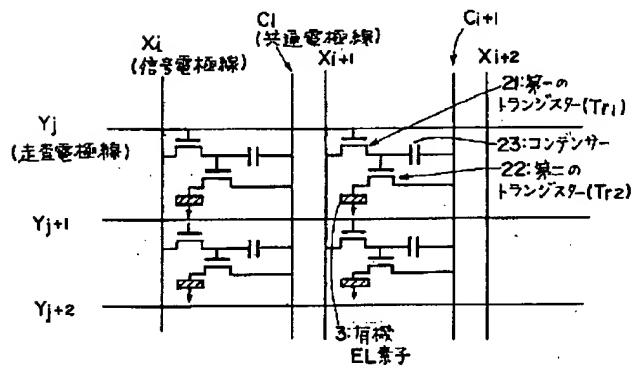 Xi
(信号電極線)
Ci
(共通電極線)
Xi+1
Ci+1
Xi+2
21:第一の
トランジスター(Tr1)
23:コンデンサー
22:第二の
トランジスター(Tr2)
Yj
(走査電極線)
Yj+1
Yj+2
3:有機
EL素子